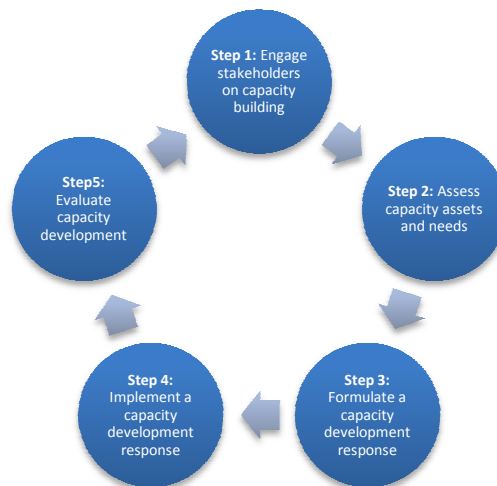 Step 1: Engage
stakeholders
on capacity
building
Step 2: Assess
capacity assets
and needs
Step 3:
Formulate a
capacity
development
response
Step 4:
Implement a
capacity
development
response
Step5:
Evaluate
capacity
development